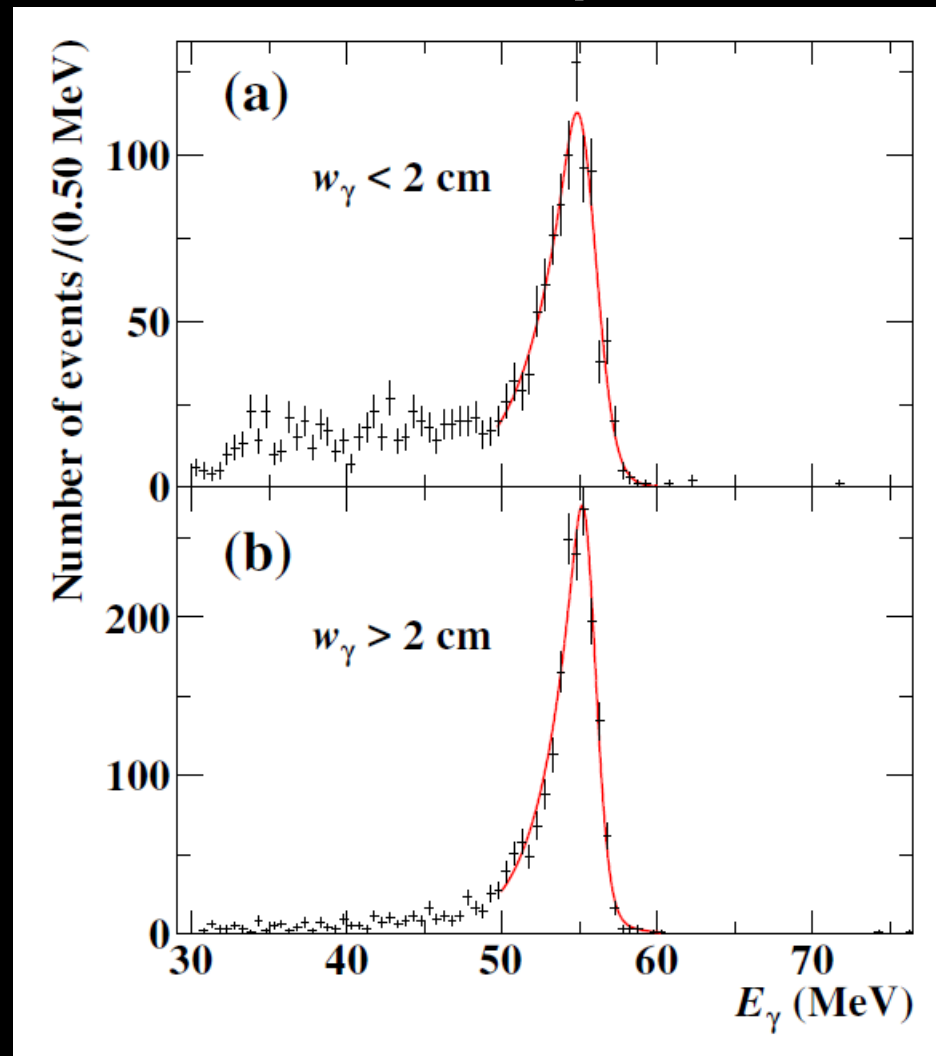 Number of events /(0.50 MeV)
(a)
w_γ < 2 cm
100
50
0
(b)
w_γ > 2 cm
200
100
0
30 40 50 60 70
E_γ (MeV)